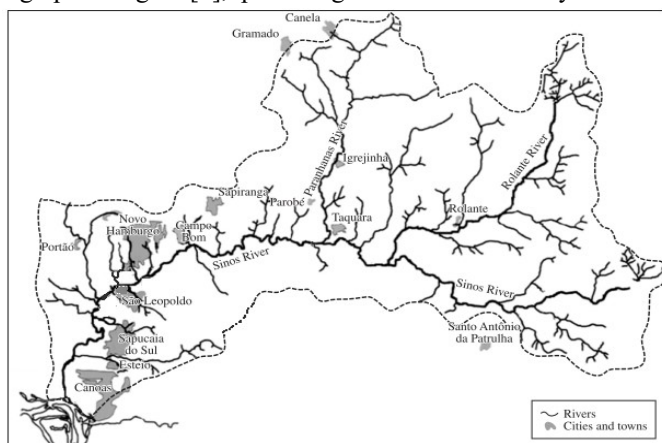 Canela
Gramado
Igrejinha
Paranhanas River
Rolante River
Sapiranga
Parobé
Rolante
Novo
Hamburgo
Campo
Bom
Taquara
Portão
Sinos River
Sinos River
São Leopoldo
Santo Antônio
da Patrulha
Sapucaia
do Sul
Esteio
Canoas
Rivers
Cities and towns